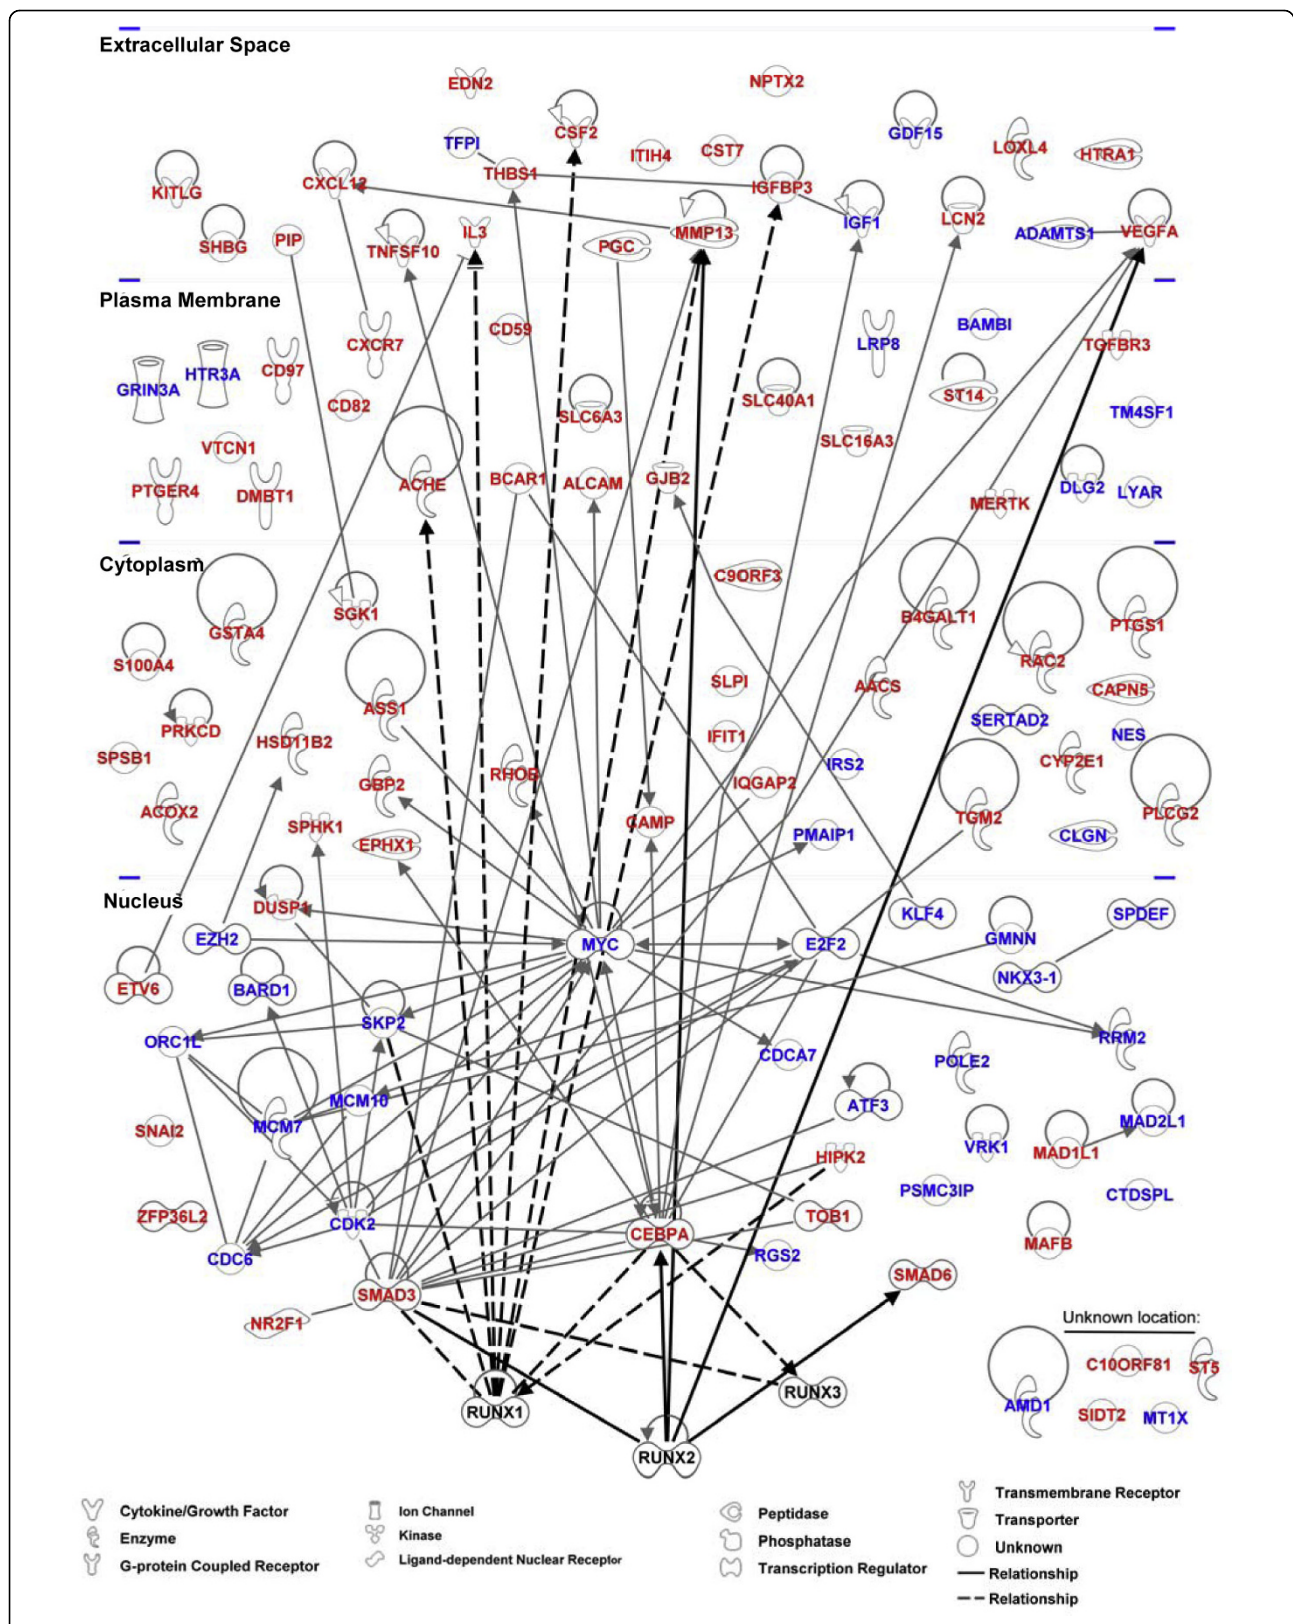 Extracellular Space
EDN2
NPTX2
CSF2
GDF15
TFPI
ITIH4
CST7
LOXL4
HTRA1
KITLG
CXCL12
THBS1
IGFBP3
SHBG
PIP
TNFSF10
IL3
PGC
MMP13
IGF1
LCN2
ADAMTS1
VEGFA
Plasma Membrane
CXCR7
CD59
LRP8
BAMBI
TGFBR3
GRIN3A
HTR3A
CD97
CD82
SLC6A3
SLC40A1
ST14
TM4SF1
VTCN1
SLC16A3
PTGER4
DMBT1
ACHE
BCAR1
ALCAM
GJB2
MERTK
DLG2
LYAR
Cytoplasm
C9ORF3
GSTA4
SGK1
B4GALT1
PTGS1
S100A4
RAC2
ASS1
SLPI
AACS
CAPN5
PRKCD
HSD11B2
IFIT1
SERTAD2
NES
SPSB1
GBP2
RHOB
IQGAP2
IRS2
CYP2E1
ACOX2
SPHK1
EPHX1
CAMP
PMAIP1
TGM2
CLGN
PLCG2
Nucleus
DUSP1
KLF4
SPDEF
EZH2
MYC
E2F2
GMNN
ETV6
BARD1
NKX3-1
ORC1L
SKP2
CDCA7
POLE2
RRM2
MCM10
ATF3
SNAI2
MCM7
VRK1
MAD1L1
MAD2L1
HIPK2
PSMC3IP
CTDSPL
ZFP36L2
CDK2
CEBPA
TOB1
MAFB
CDC6
RGS2
SMAD6
SMAD3
NR2F1
Unknown location:
C10ORF81
ST5
RUNX3
RUNX1
AMD1
SIDT2
MT1X
RUNX2
Cytokine/Growth Factor
Enzyme
G-protein Coupled Receptor
Ion Channel
Kinase
Ligand-dependent Nuclear Receptor
Peptidase
Phosphatase
Transcription Regulator
Transmembrane Receptor
Transporter
Unknown
Relationship
Relationship